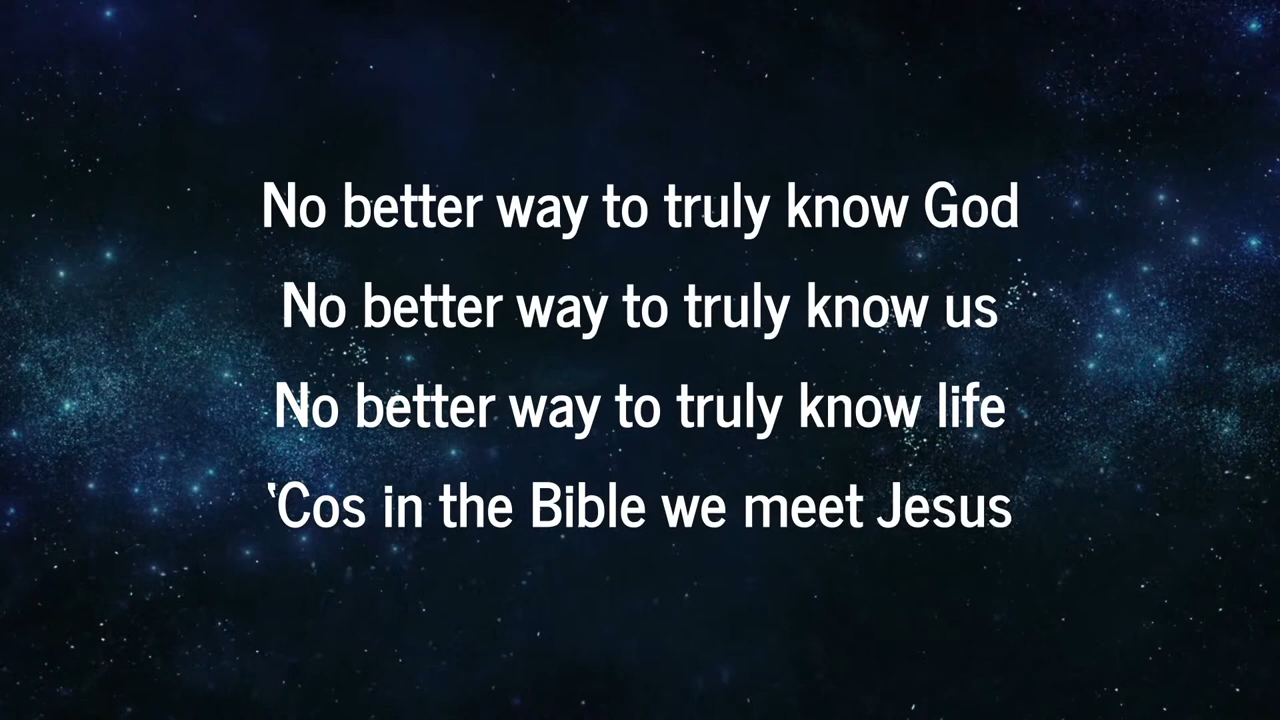 No better way to truly know God
No better way to truly know us
No better way to truly know life
‛Cos in the Bible we meet Jesus